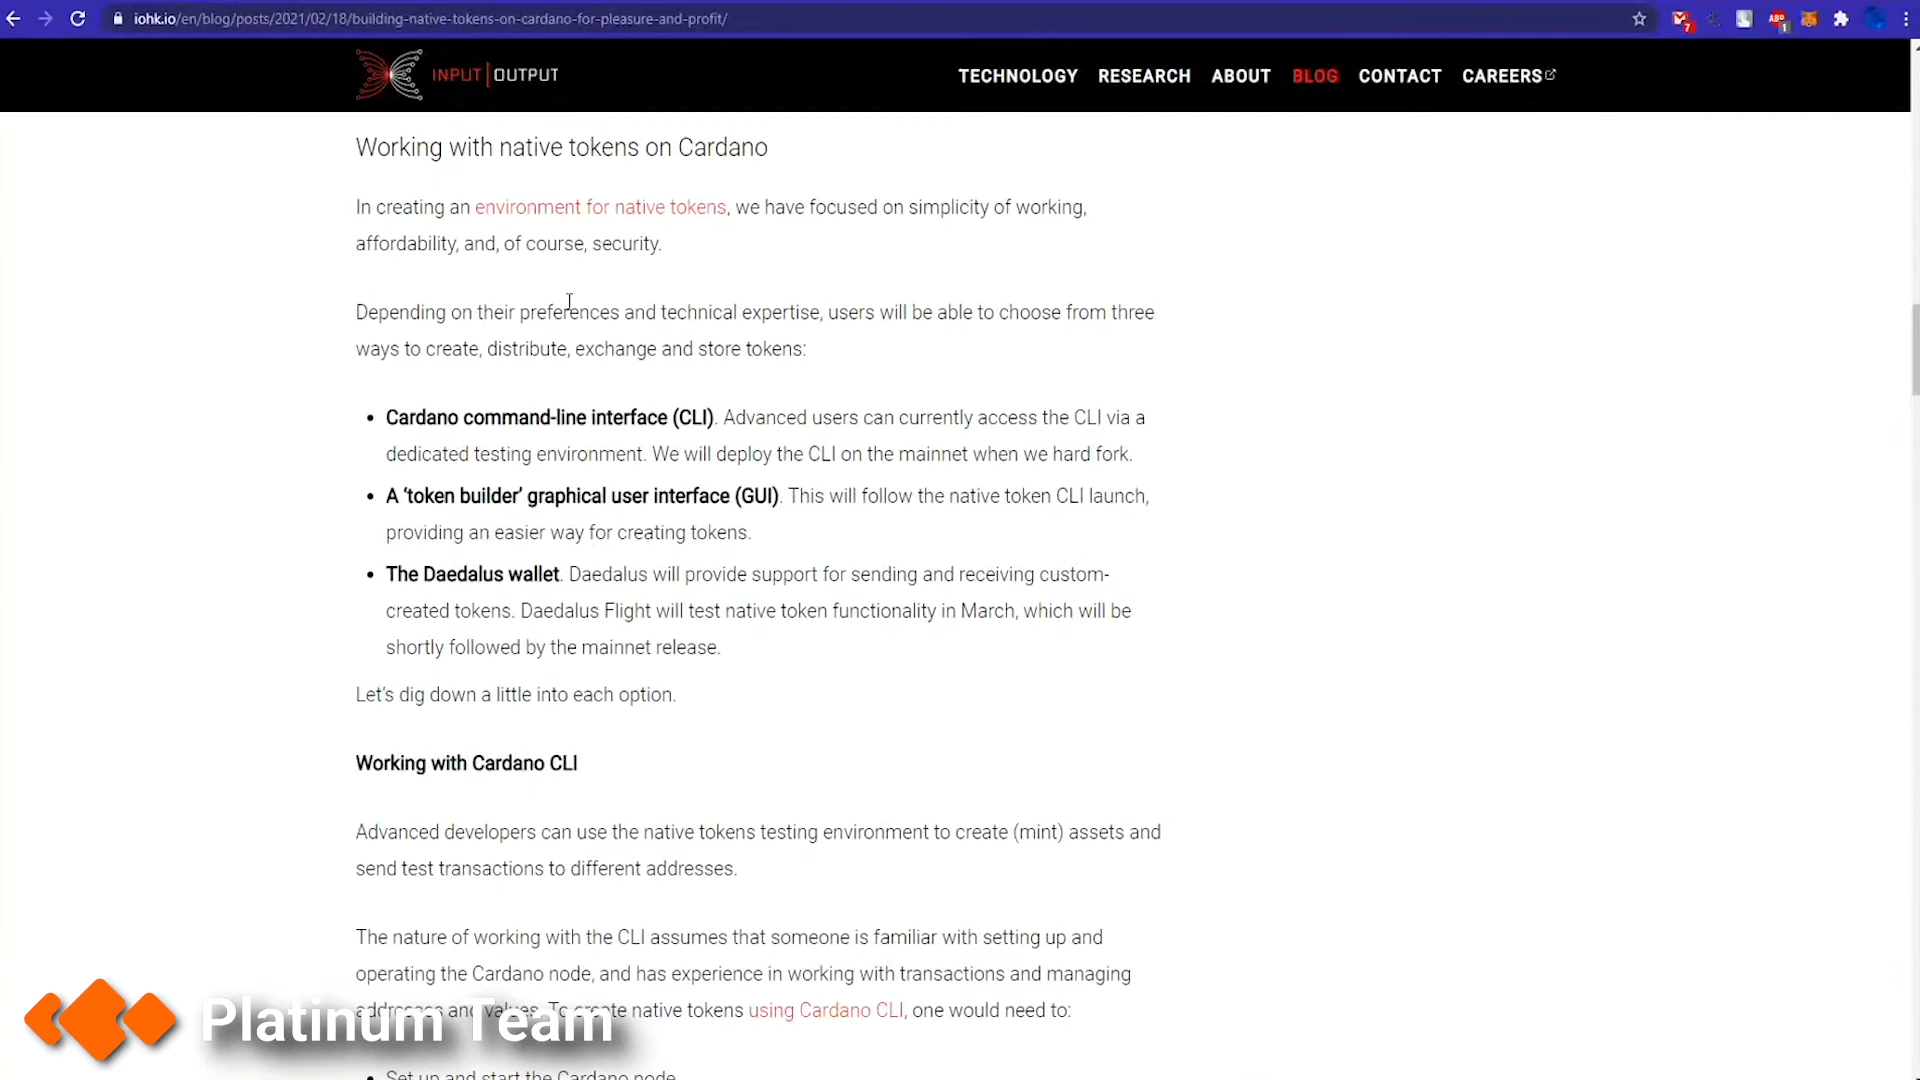 iohk.io/en/blog/posts/2021/02/18/building-native-tokens-on-cardano-for-pleasure-and-profit/
7
ABP
1
INPUT|OUTPUT
TECHNOLOGY RESEARCH ABOUT BLOG CONTACT CAREERS
Working with native tokens on Cardano
In creating an environment for native tokens, we have focused on simplicity of working,
affordability, and, of course, security.
Depending on their preferences and technical expertise, users will be able to choose from three
ways to create, distribute, exchange and store tokens:
• Cardano command-line interface (CLI). Advanced users can currently access the CLI via a
dedicated testing environment. We will deploy the CLI on the mainnet when we hard fork.
• A ‘token builder’ graphical user interface (GUI). This will follow the native token CLI launch,
providing an easier way for creating tokens.
• The Daedalus wallet. Daedalus will provide support for sending and receiving custom-
created tokens. Daedalus Flight will test native token functionality in March, which will be
shortly followed by the mainnet release.
Let’s dig down a little into each option.
Working with Cardano CLI
Advanced developers can use the native tokens testing environment to create (mint) assets and
send test transactions to different addresses.
The nature of working with the CLI assumes that someone is familiar with setting up and
operating the Cardano node, and has experience in working with transactions and managing
addresses and values. To create native tokens using Cardano CLI, one would need to:
Platinum Team
• Set up and start the Cardano node